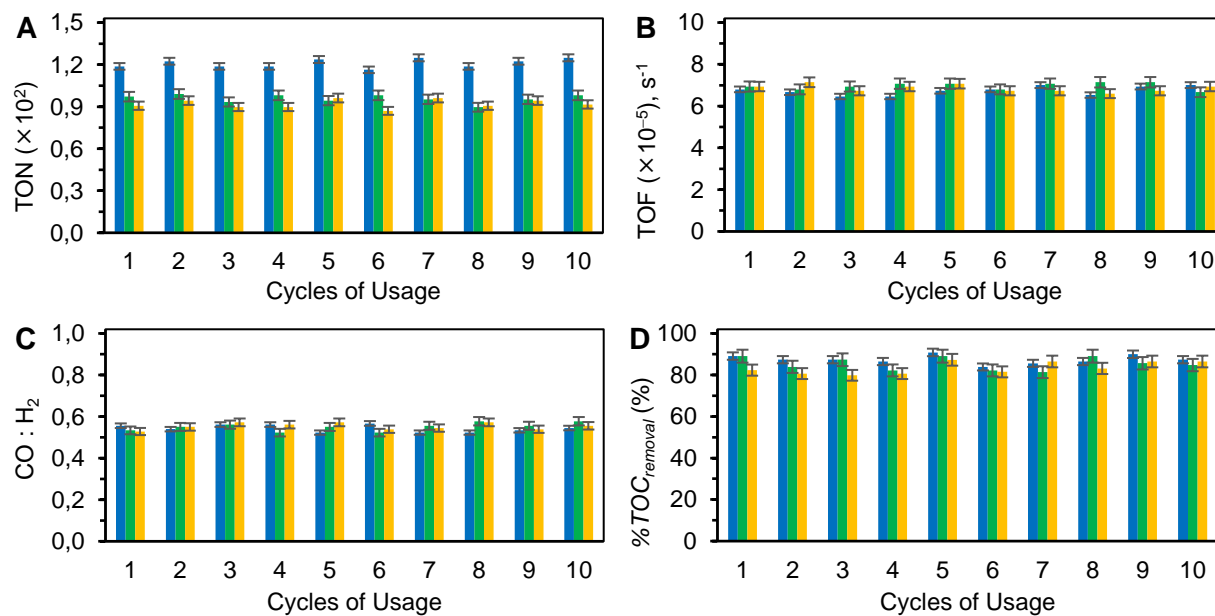 A
TON (×10²)
1,5
1,2
0,9
0,6
0,3
0,0
1 2 3 4 5 6 7 8 9 10
Cycles of Usage
B
TOF (×10⁻⁵), s⁻¹
10
8
6
4
2
0
1 2 3 4 5 6 7 8 9 10
Cycles of Usage
C
CO : H₂
1,0
0,8
0,6
0,4
0,2
0,0
1 2 3 4 5 6 7 8 9 10
Cycles of Usage
D
%TOCremoval (%)
100
80
60
40
20
0
1 2 3 4 5 6 7 8 9 10
Cycles of Usage